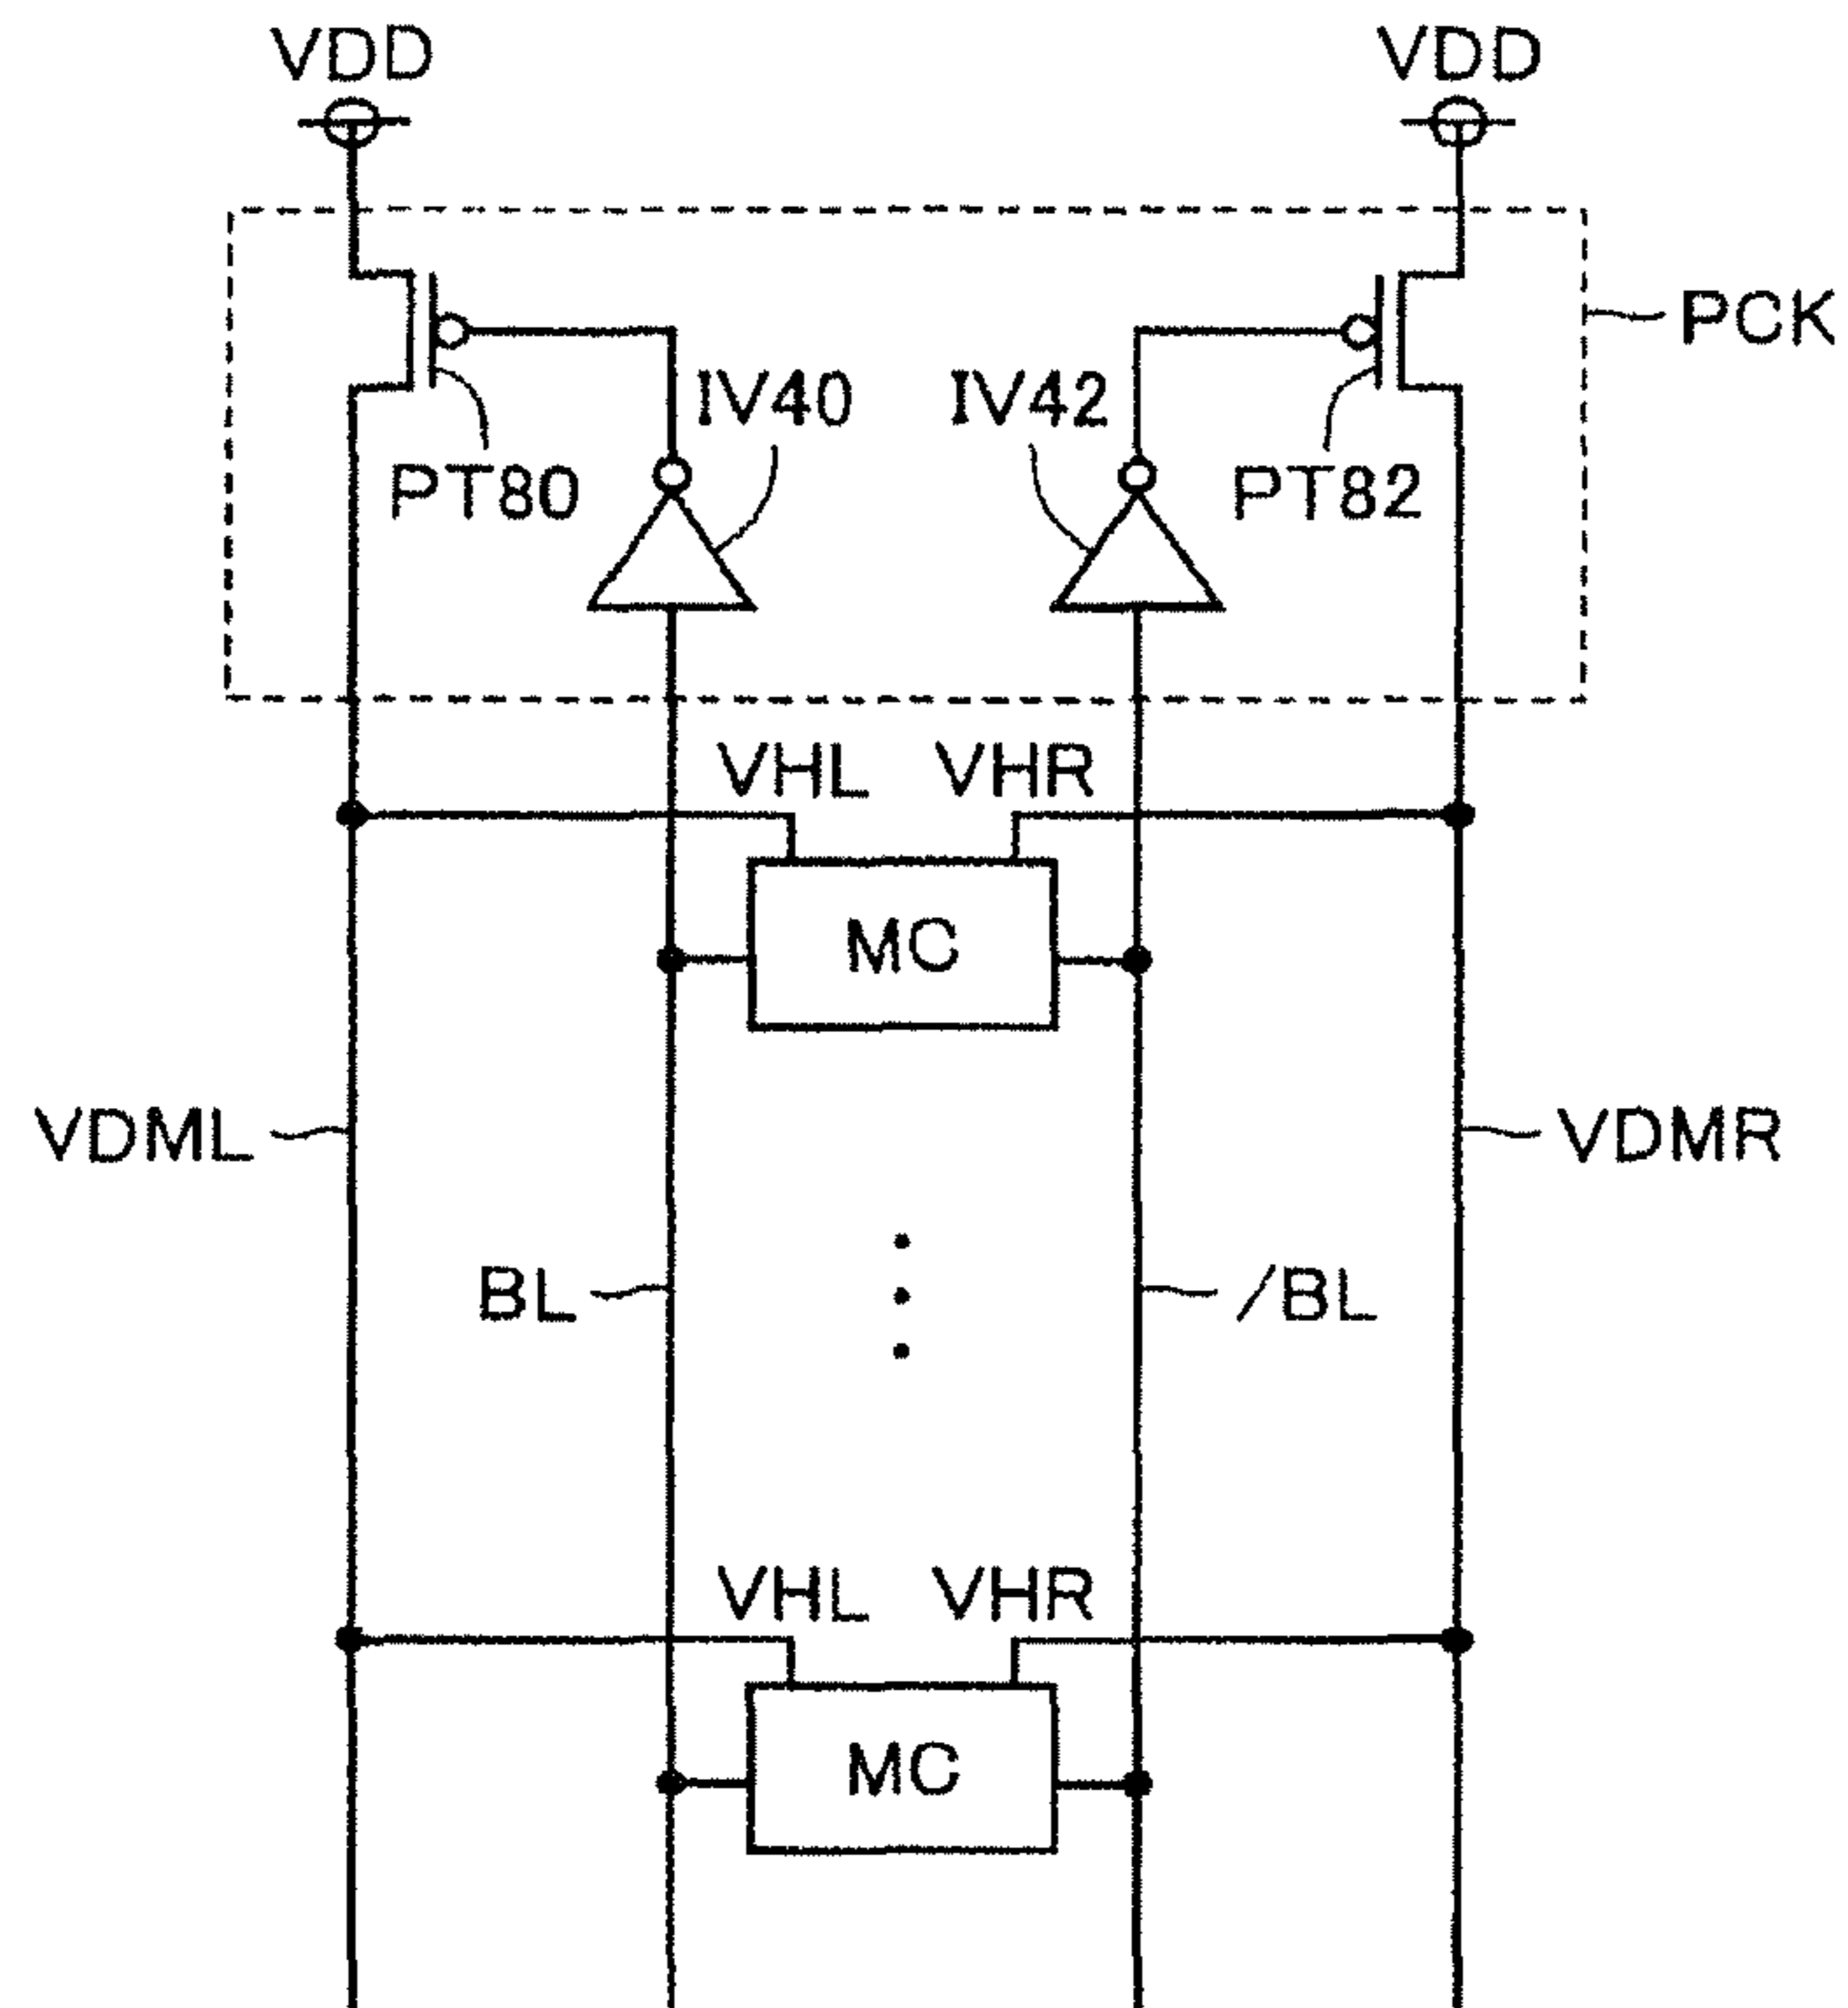 VDD VDD
PCK
IV40 IV42
PT80 PT82
VHL VHR
MC
VDML VDMR
BL /BL
VHL VHR
MC